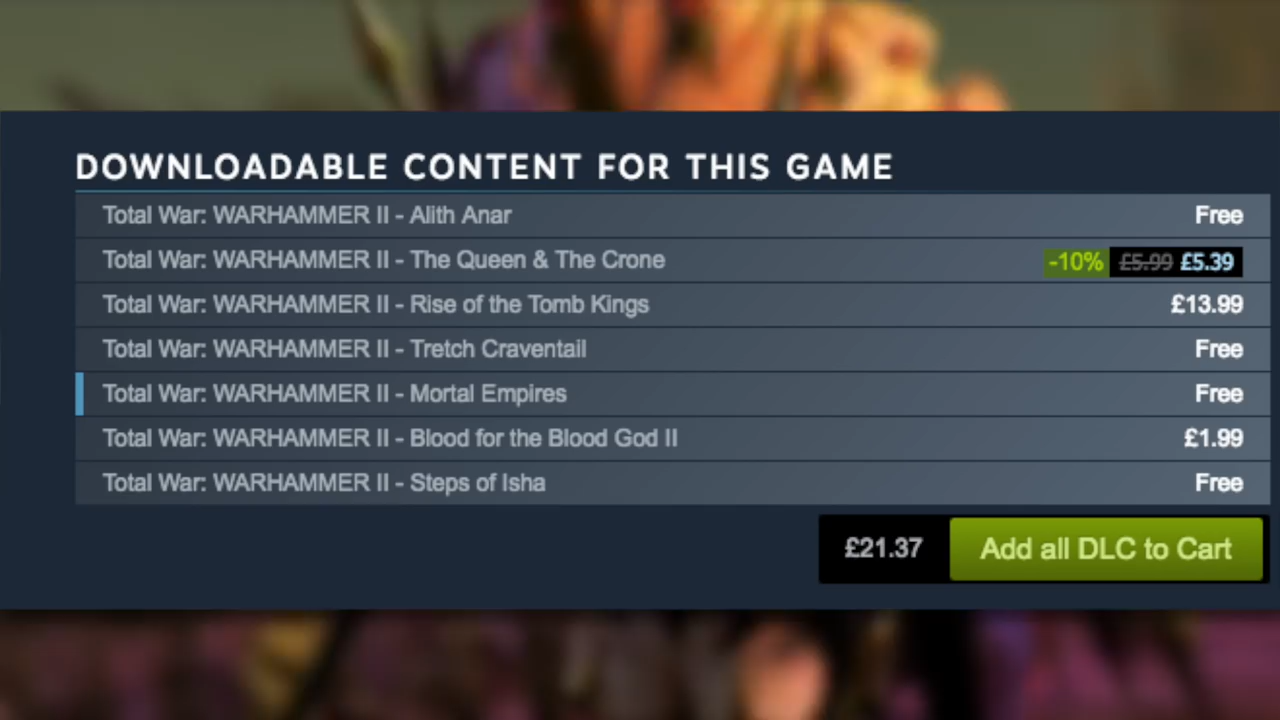 DOWNLOADABLE CONTENT FOR THIS GAME
Total War: WARHAMMER II - Alith Anar Free
Total War: WARHAMMER II - The Queen & The Crone -10% £5.99 £5.39
Total War: WARHAMMER II - Rise of the Tomb Kings £13.99
Total War: WARHAMMER II - Tretch Craventail Free
Total War: WARHAMMER II - Mortal Empires Free
Total War: WARHAMMER II - Blood for the Blood God II £1.99
Total War: WARHAMMER II - Steps of Isha Free
£21.37 Add all DLC to Cart